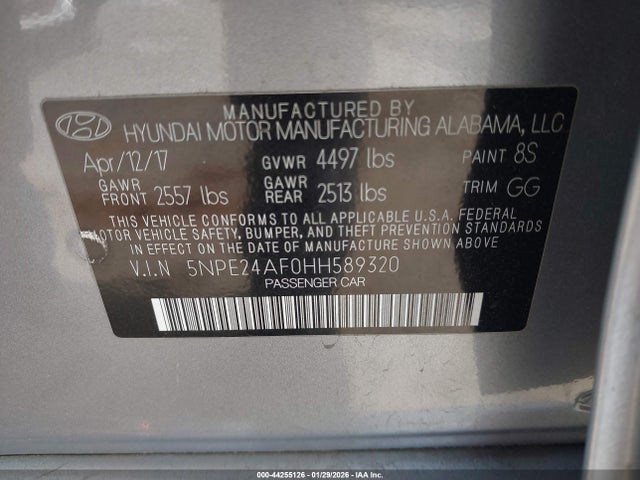 MANUFACTURED BY
HYUNDAI MOTOR MANUFACTURING ALABAMA, LLC
Apr/12/17 GVWR 4497 lbs PAINT 8S
GAWR FRONT 2557 lbs GAWR REAR 2513 lbs TRIM GG
THIS VEHICLE CONFORMS TO ALL APPLICABLE U.S.A. FEDERAL
MOTOR VEHICLE SAFETY, BUMPER, AND THEFT PREVENTION STANDARDS
IN EFFECT ON THE DATE OF MANUFACTURE SHOWN ABOVE.
V.I.N 5NPE24AF0HH589320
PASSENGER CAR
000-44255126 - 01/29/2026 - IAA Inc.